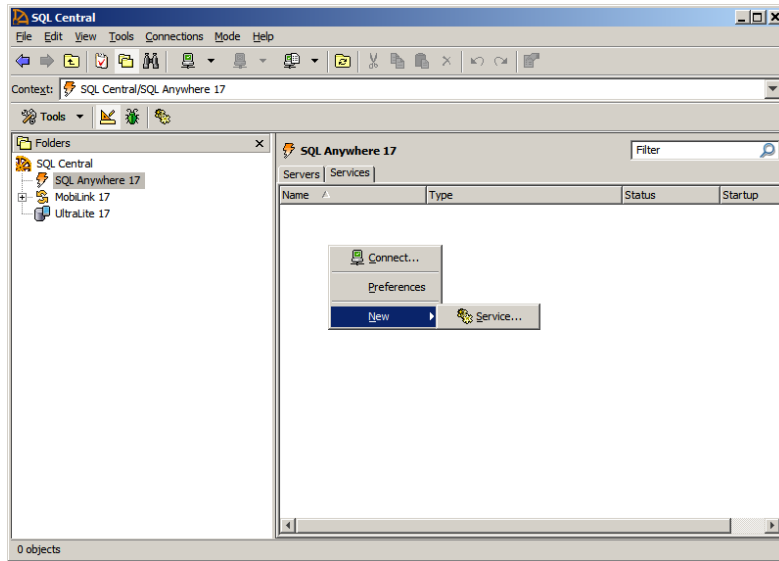 SQL Central
File Edit View Tools Connections Mode Help
Context: SQL Central/SQL Anywhere 17
Tools
Folders x
SQL Central
SQL Anywhere 17
MobiLink 17
UltraLite 17
SQL Anywhere 17 Filter
Servers Services
Name Type Status Startup
Connect...
Preferences
New Service...
0 objects